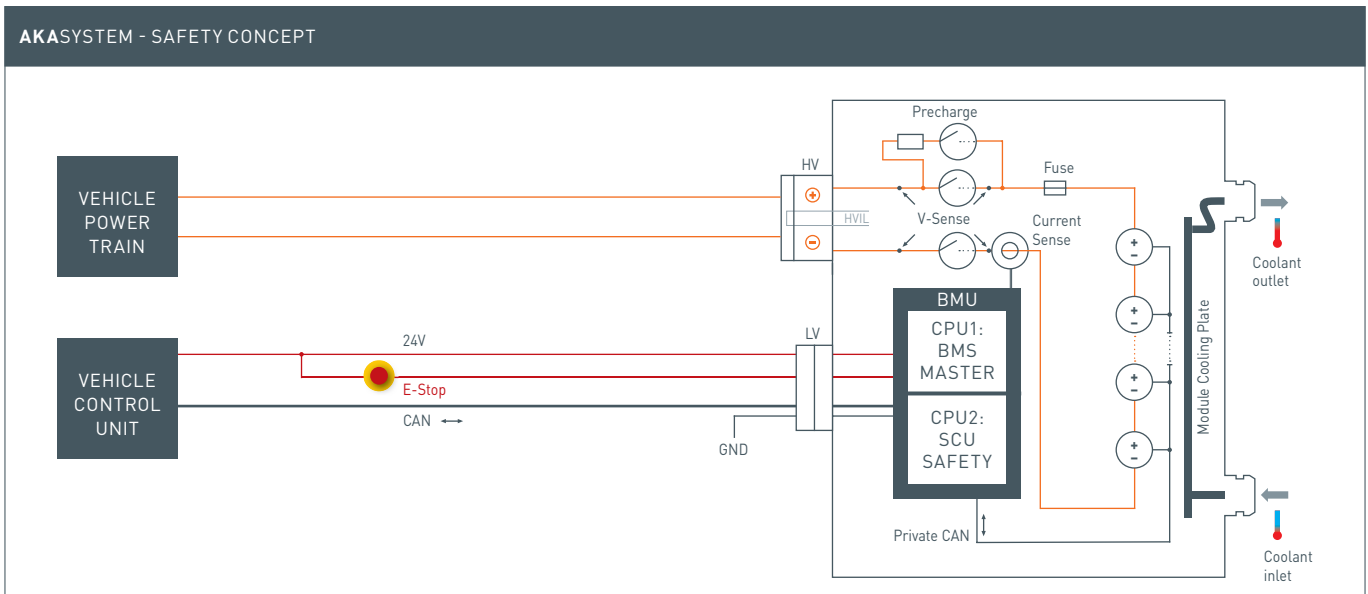 AKASYSTEM - SAFETY CONCEPT
VEHICLE
POWER
TRAIN
HV
+
−
HVIL
Precharge
Fuse
V-Sense
Current
Sense
+
−
+
−
+
−
+
−
Module Cooling Plate
Coolant
outlet
Coolant
inlet
VEHICLE
CONTROL
UNIT
24V
E-Stop
CAN
GND
LV
BMU
CPU1:
BMS
MASTER
CPU2:
SCU
SAFETY
Private CAN